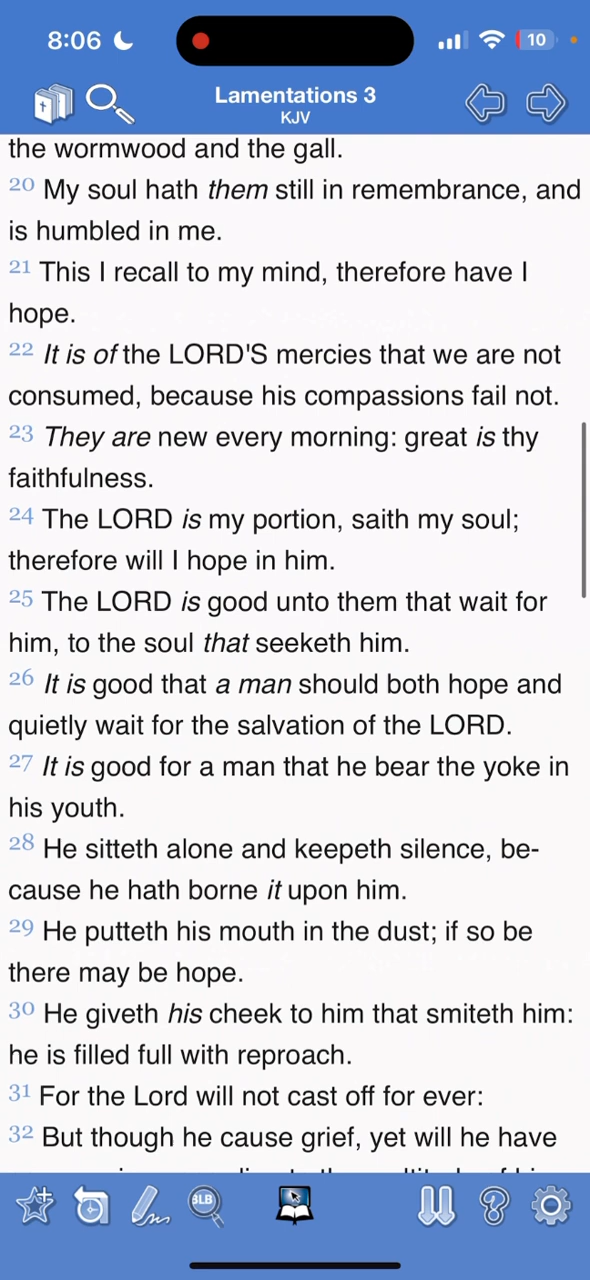 8:06
10
Lamentations 3
KJV
the wormwood and the gall.
20 My soul hath them still in remembrance, and
is humbled in me.
21 This I recall to my mind, therefore have I
hope.
22 It is of the LORD'S mercies that we are not
consumed, because his compassions fail not.
23 They are new every morning: great is thy
faithfulness.
24 The LORD is my portion, saith my soul;
therefore will I hope in him.
25 The LORD is good unto them that wait for
him, to the soul that seeketh him.
26 It is good that a man should both hope and
quietly wait for the salvation of the LORD.
27 It is good for a man that he bear the yoke in
his youth.
28 He sitteth alone and keepeth silence, be-
cause he hath borne it upon him.
29 He putteth his mouth in the dust; if so be
there may be hope.
30 He giveth his cheek to him that smiteth him:
he is filled full with reproach.
31 For the Lord will not cast off for ever:
32 But though he cause grief, yet will he have
BLB